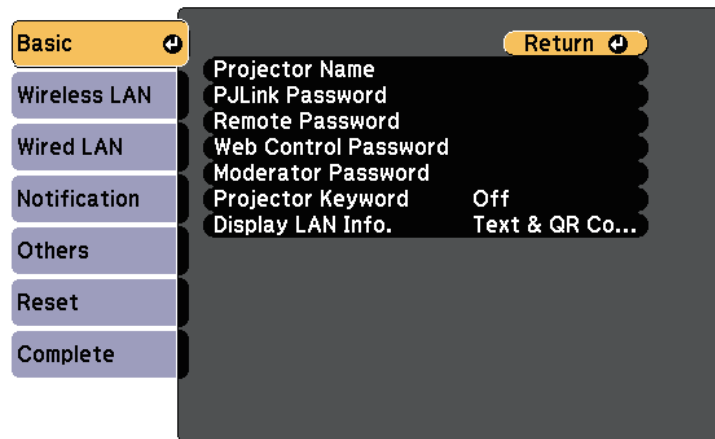 Basic
Wireless LAN
Wired LAN
Notification
Others
Reset
Complete
Return
Projector Name
PJLink Password
Remote Password
Web Control Password
Moderator Password
Projector Keyword Off
Display LAN Info. Text & QR Co...